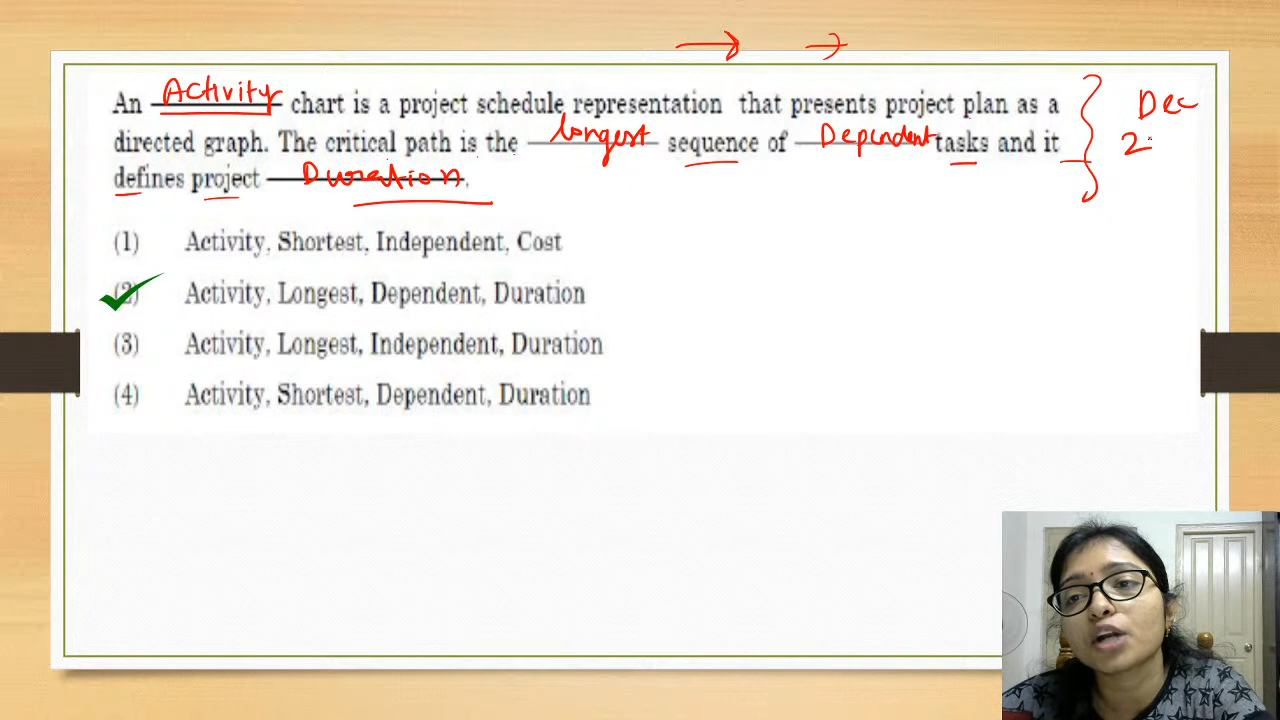 An Activity chart is a project schedule representation that presents project plan as a
directed graph. The critical path is the longest sequence of Dependent tasks and it
defines project Duration.
Dec
2
(1) Activity, Shortest, Independent, Cost
(2) Activity, Longest, Dependent, Duration
(3) Activity, Longest, Independent, Duration
(4) Activity, Shortest, Dependent, Duration